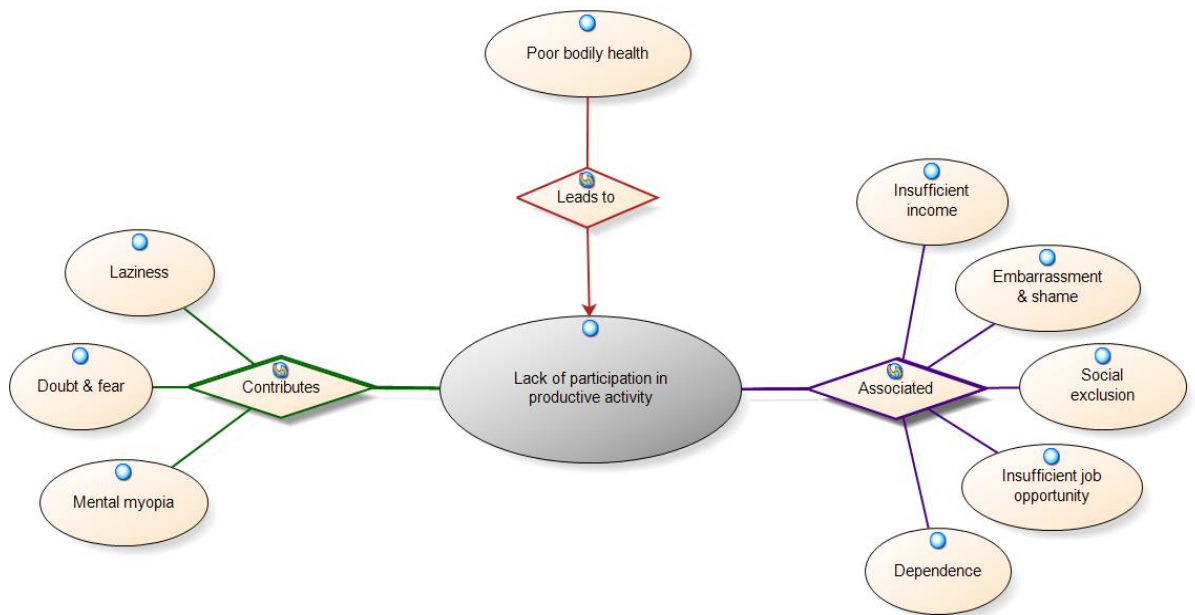 Poor bodily health
Leads to
Insufficient
income
Laziness
Embarrassment
& shame
Doubt & fear
Contributes
Lack of participation in
productive activity
Associated
Social
exclusion
Mental myopia
Insufficient job
opportunity
Dependence